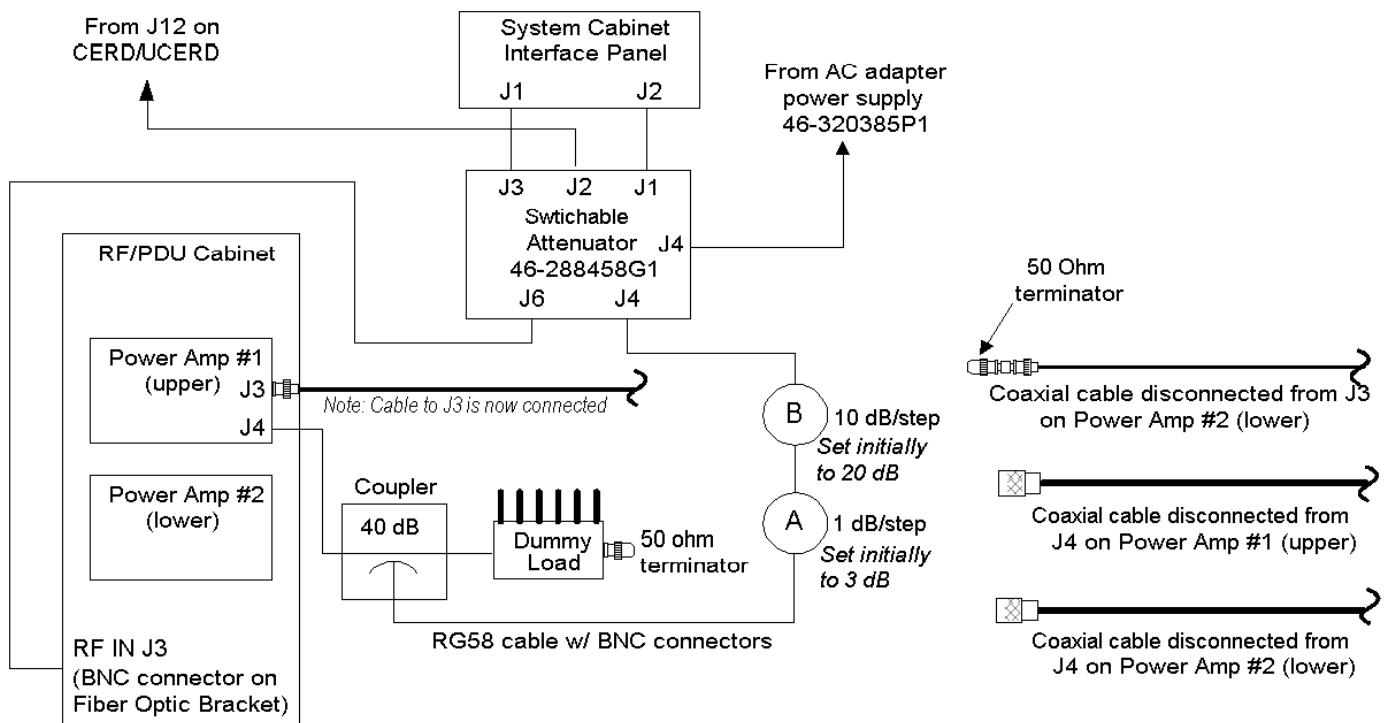 From J12 on
CERD/UCERD
System Cabinet
Interface Panel
J1
J2
From AC adapter
power supply
46-320385P1
J3
J2
J1
Swtichable
Attenuator
46-288458G1
J4
J6
J4
RF/PDU Cabinet
Power Amp #1
(upper)
J3
Note: Cable to J3 is now connected
J4
Power Amp #2
(lower)
RF IN J3
(BNC connector on
Fiber Optic Bracket)
Coupler
40 dB
Dummy
Load
50 ohm
terminator
RG58 cable w/ BNC connectors
B
10 dB/step
Set initially
to 20 dB
A
1 dB/step
Set initially
to 3 dB
50 Ohm
terminator
Coaxial cable disconnected from J3
on Power Amp #2 (lower)
Coaxial cable disconnected from
J4 on Power Amp #1 (upper)
Coaxial cable disconnected from
J4 on Power Amp #2 (lower)